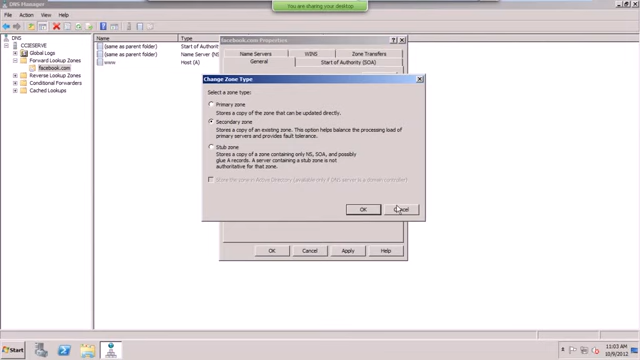 You are sharing your desktop
DNS Manager
File Action View Help
DNS
CCIESERVE
Global Logs
Forward Lookup Zones
facebook.com
Reverse Lookup Zones
Conditional Forwarders
Cached Lookups
Name Type
(same as parent folder) Start of Authority
(same as parent folder) Name Server (NS
www Host (A)
facebook.com Properties
Name Servers WINS Zone Transfers
General Start of Authority (SOA)
Change Zone Type
Select a zone type:
Primary zone
Stores a copy of the zone that can be updated directly.
Secondary zone
Stores a copy of an existing zone. This option helps balance the processing load of
primary servers and provides fault tolerance.
Stub zone
Stores a copy of a zone containing only NS, SOA, and possibly
glue A records. A server containing a stub zone is not
authoritative for that zone.
Store the zone in Active Directory (available only if DNS server is a domain controller)
OK Cancel
OK Cancel Apply Help
Start
11:03 AM
10/9/2012